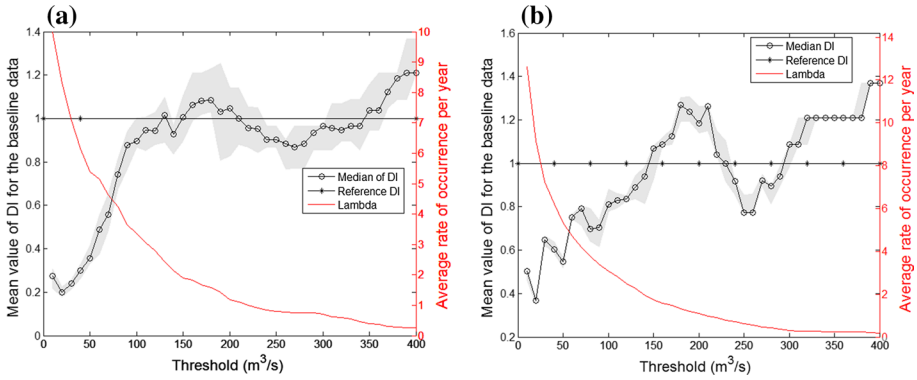 (a)
Mean value of DI for the baseline data
1.4
1.2
1
0.8
0.6
0.4
0.2
0
0 50 100 150 200 250 300 350 400
Threshold (m³/s)
10
9
8
7
6
5
4
3
2
1
0
Average rate of occurrence per year
Median of DI
Reference DI
Lambda
(b)
Mean value of DI for the baseline data
1.6
1.4
1.2
1
0.8
0.6
0.4
0.2
0 50 100 150 200 250 300 350 400
Threshold (m³/s)
14
12
10
8
6
4
2
0
Average rate of occurrence per year
Median DI
Reference DI
Lambda